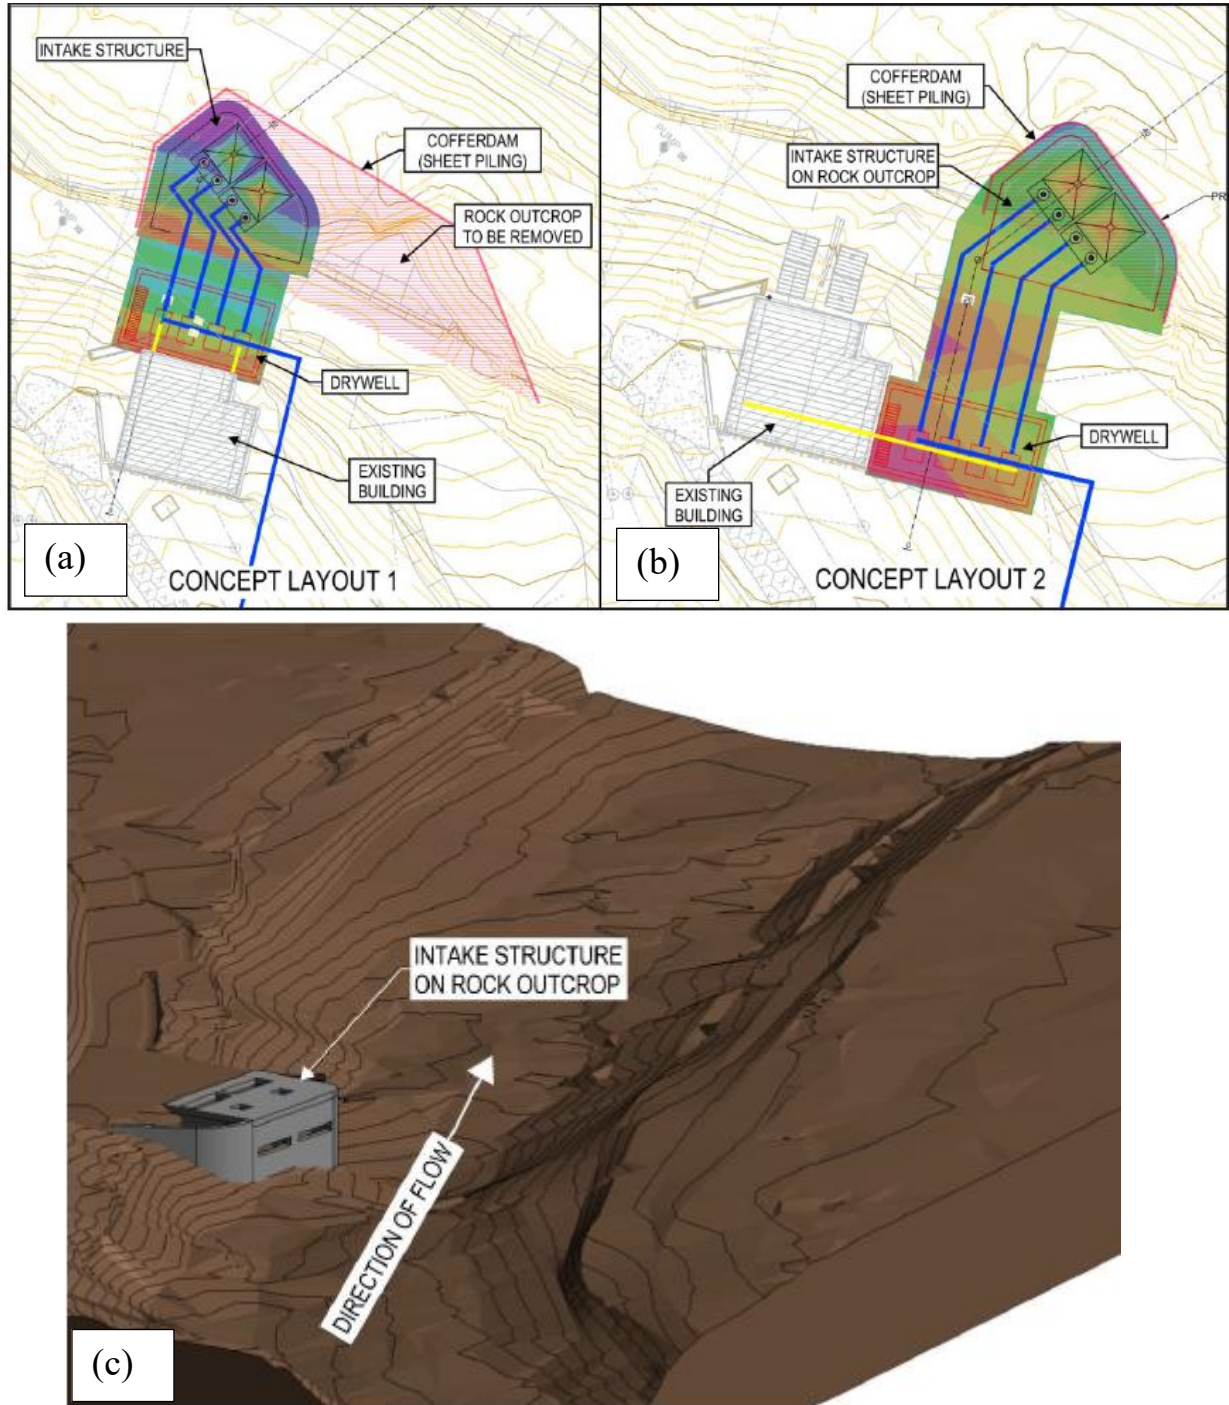 INTAKE STRUCTURE
COFFERDAM
(SHEET PILING)
ROCK OUTCROP
TO BE REMOVED
DRYWELL
EXISTING
BUILDING
(a)
CONCEPT LAYOUT 1
COFFERDAM
(SHEET PILING)
INTAKE STRUCTURE
ON ROCK OUTCROP
PR
DRYWELL
EXISTING
BUILDING
(b)
CONCEPT LAYOUT 2
INTAKE STRUCTURE
ON ROCK OUTCROP
DIRECTION OF FLOW
(c)